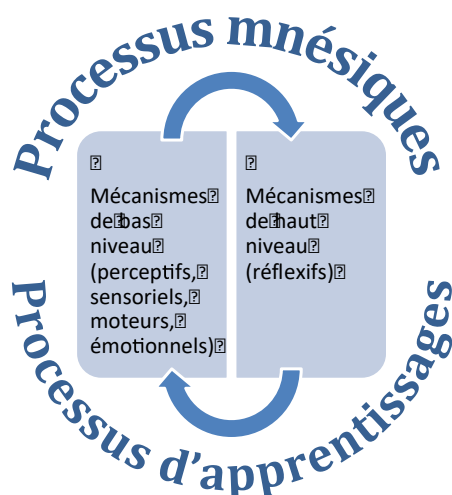 Processus mnésiques
⍰
Mécanismes⍰
de⍰bas⍰
niveau⍰
(perceptifs,⍰
sensoriels,⍰
moteurs,⍰
émotionnels)⍰
⍰
Mécanismes⍰
de⍰haut⍰
niveau⍰
(réflexifs)⍰
Processus d'apprentissages